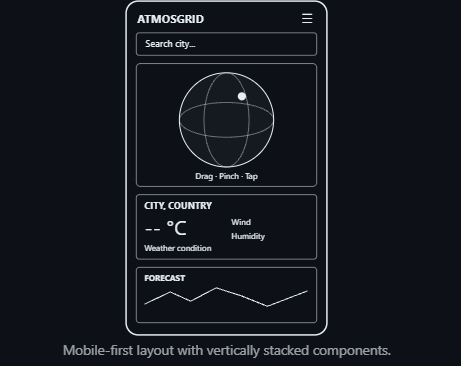 ATMOSGRID
Search city...
Drag · Pinch · Tap
CITY, COUNTRY
-- °C
Wind
Humidity
Weather condition
FORECAST
Mobile-first layout with vertically stacked components.